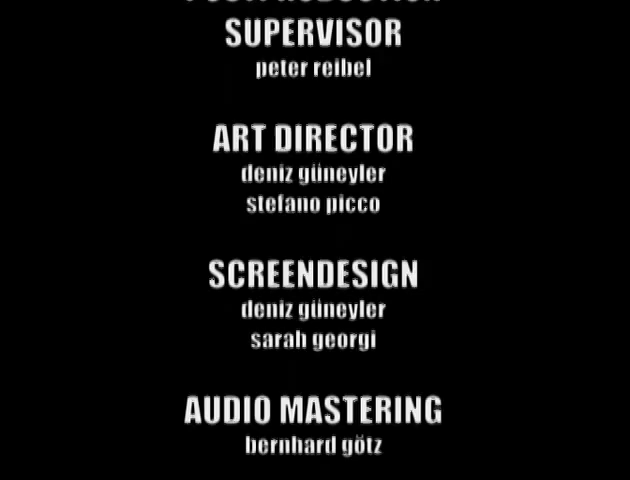 SUPERVISOR
peter reibel
ART DIRECTOR
deniz güneyler
stefano picco
SCREENDESIGN
deniz güneyler
sarah georgi
AUDIO MASTERING
bernhard götz